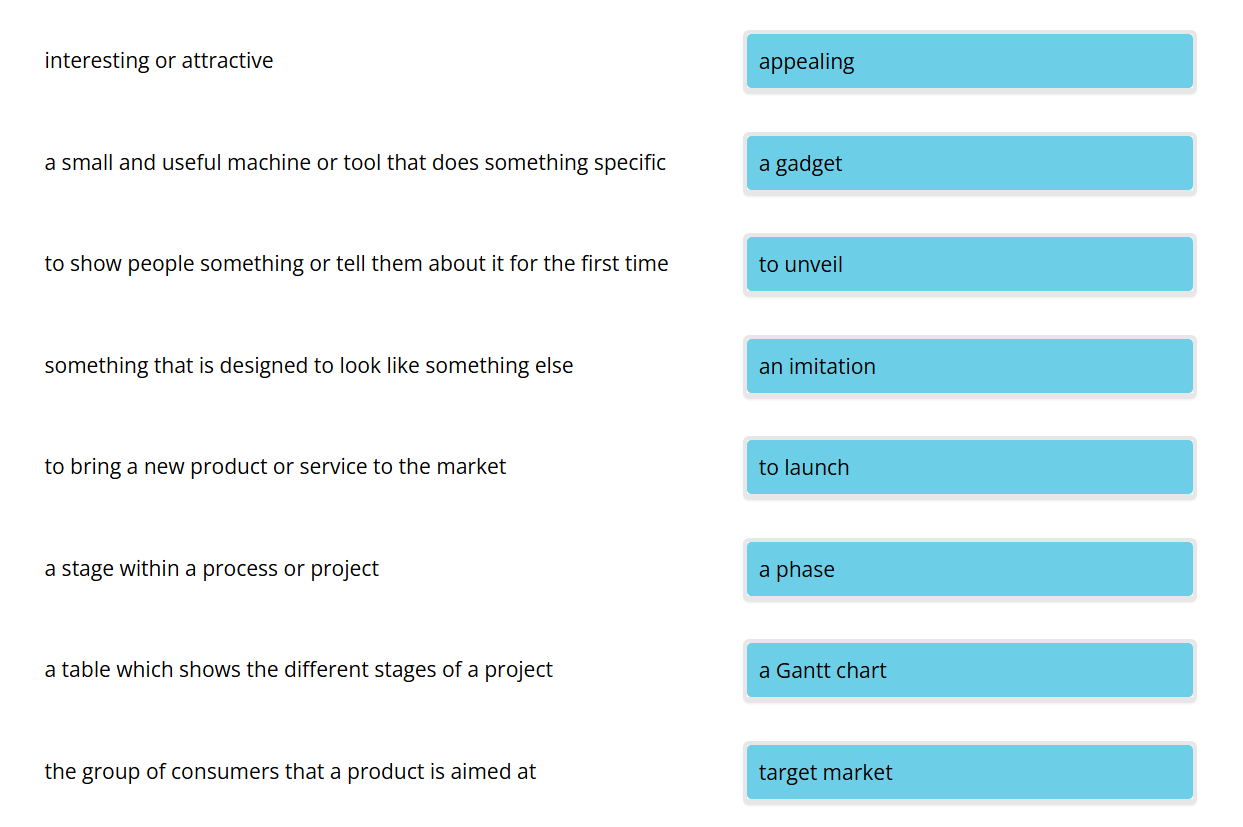 interesting or attractive
appealing
a small and useful machine or tool that does something specific
a gadget
to show people something or tell them about it for the first time
to unveil
something that is designed to look like something else
an imitation
to bring a new product or service to the market
to launch
a stage within a process or project
a phase
a table which shows the different stages of a project
a Gantt chart
the group of consumers that a product is aimed at
target market